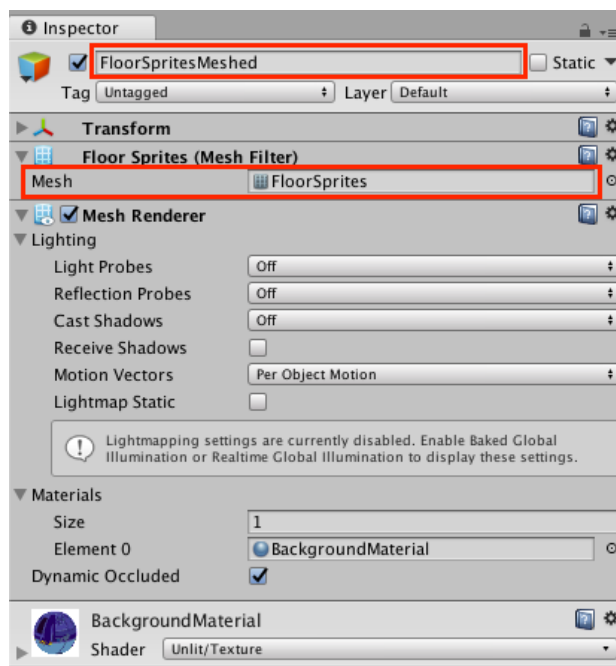 Inspector
FloorSpritesMeshed Static
Tag Untagged Layer Default
Transform
Floor Sprites (Mesh Filter)
Mesh FloorSprites
Mesh Renderer
Lighting
Light Probes Off
Reflection Probes Off
Cast Shadows Off
Receive Shadows
Motion Vectors Per Object Motion
Lightmap Static
Lightmapping settings are currently disabled. Enable Baked Global
Illumination or Realtime Global Illumination to display these settings.
Materials
Size 1
Element 0 BackgroundMaterial
Dynamic Occluded
BackgroundMaterial
Shader Unlit/Texture